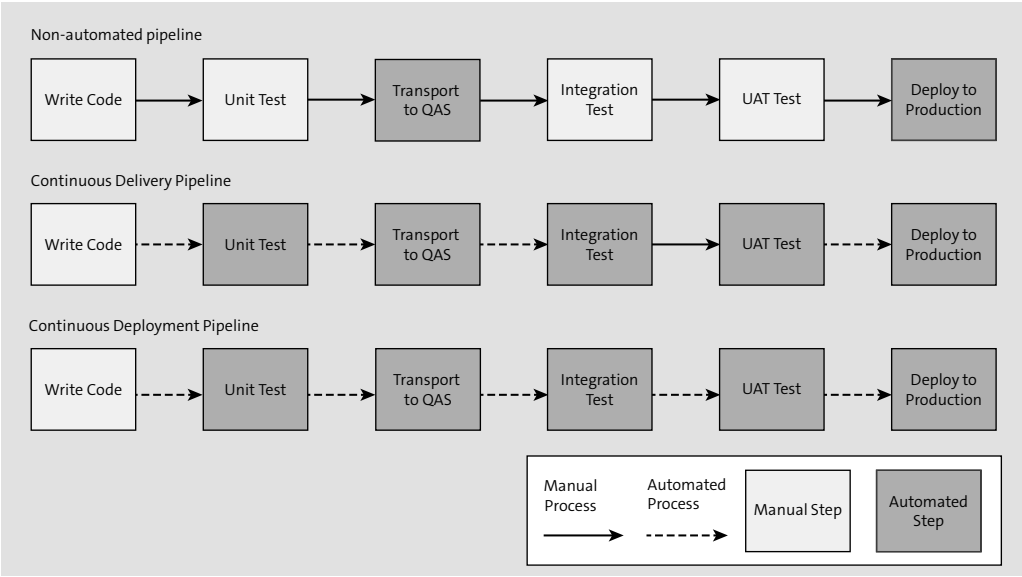 Non-automated pipeline
Write Code
Unit Test
Transport
to QAS
Integration
Test
UAT Test
Deploy to
Production
Continuous Delivery Pipeline
Write Code
Unit Test
Transport
to QAS
Integration
Test
UAT Test
Deploy to
Production
Continuous Deployment Pipeline
Write Code
Unit Test
Transport
to QAS
Integration
Test
UAT Test
Deploy to
Production
Manual
Process
Automated
Process
Manual Step
Automated
Step